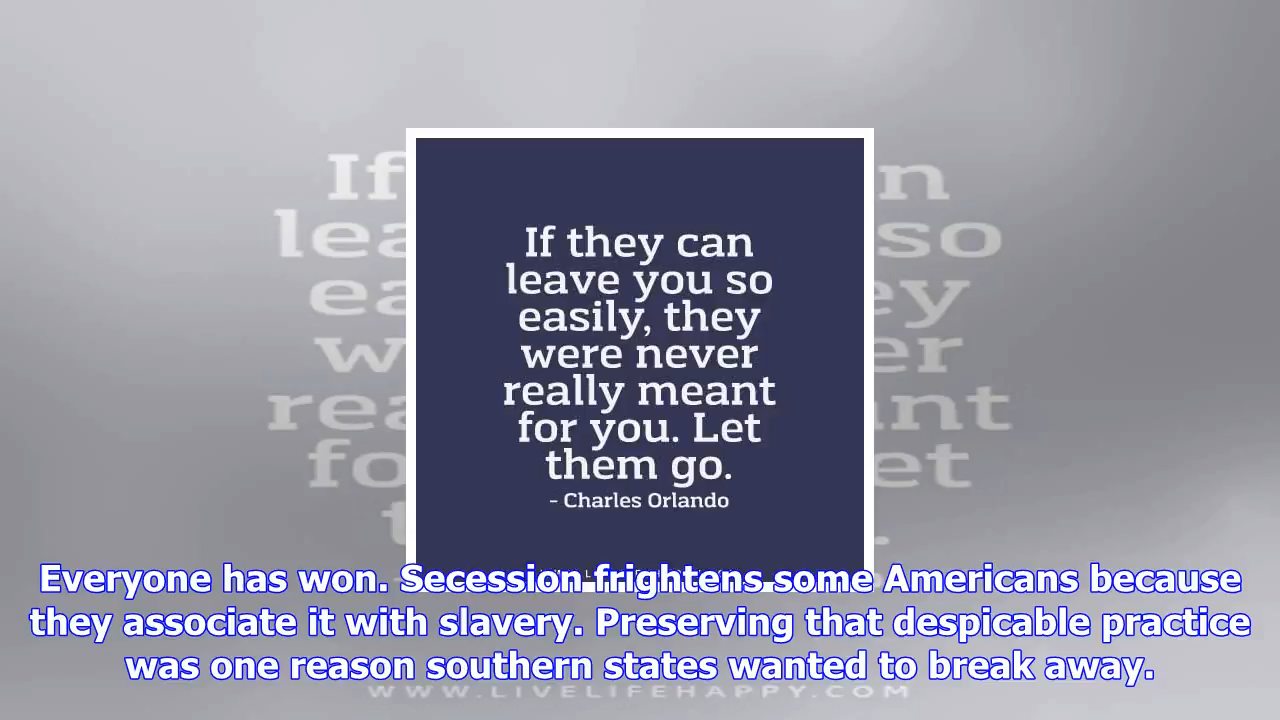 If they can
leave you so
easily, they
were never
really meant
for you. Let
them go.
- Charles Orlando
Everyone has won. Secession frightens some Americans because
they associate it with slavery. Preserving that despicable practice
was one reason southern states wanted to break away.
WWW.LIVELIFEHAPPY.COM